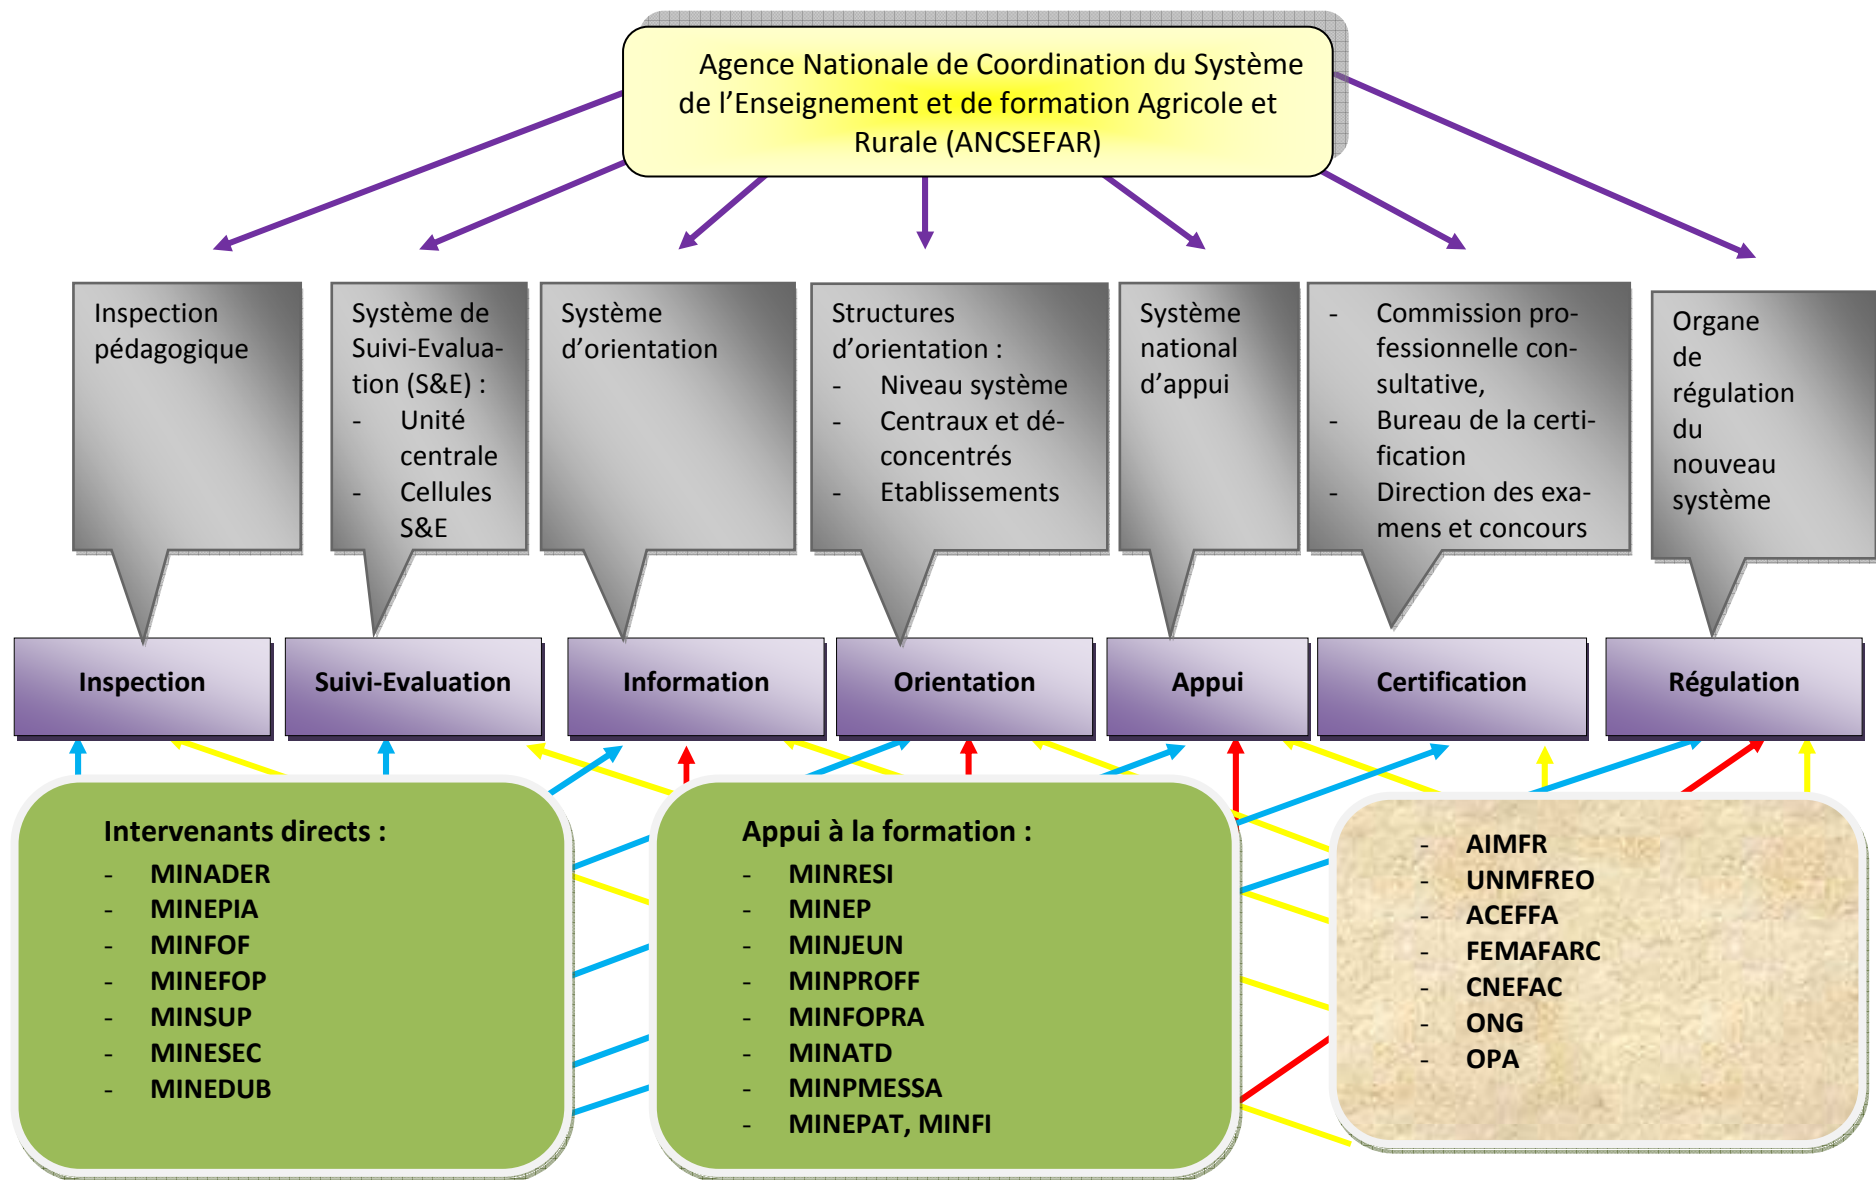 Agence Nationale de Coordination du Système
de l’Enseignement et de formation Agricole et
Rurale (ANCSEFAR)
Inspection
pédagogique
Système de
Suivi-Evalua-
tion (S&E) :
- Unité
centrale
- Cellules
S&E
Système
d’orientation
Structures
d’orientation :
- Niveau système
- Centraux et dé-
concentrés
- Etablissements
Système
national
d’appui
- Commission pro-
fessionnelle con-
sultative,
- Bureau de la certi-
fication
- Direction des exa-
mens et concours
Organe
de
régulation
du
nouveau
système
Inspection
Suivi-Evaluation
Information
Orientation
Appui
Certification
Régulation
Intervenants directs :
- MINADER
- MINEPIA
- MINFOF
- MINEFOP
- MINSUP
- MINESEC
- MINEDUB
Appui à la formation :
- MINRESI
- MINEP
- MINJEUN
- MINPROFF
- MINFOPRA
- MINATD
- MINPMESSA
- MINEPAT, MINFI
- AIMFR
- UNMFREO
- ACEFFA
- FEMAFARC
- CNEFAC
- ONG
- OPA